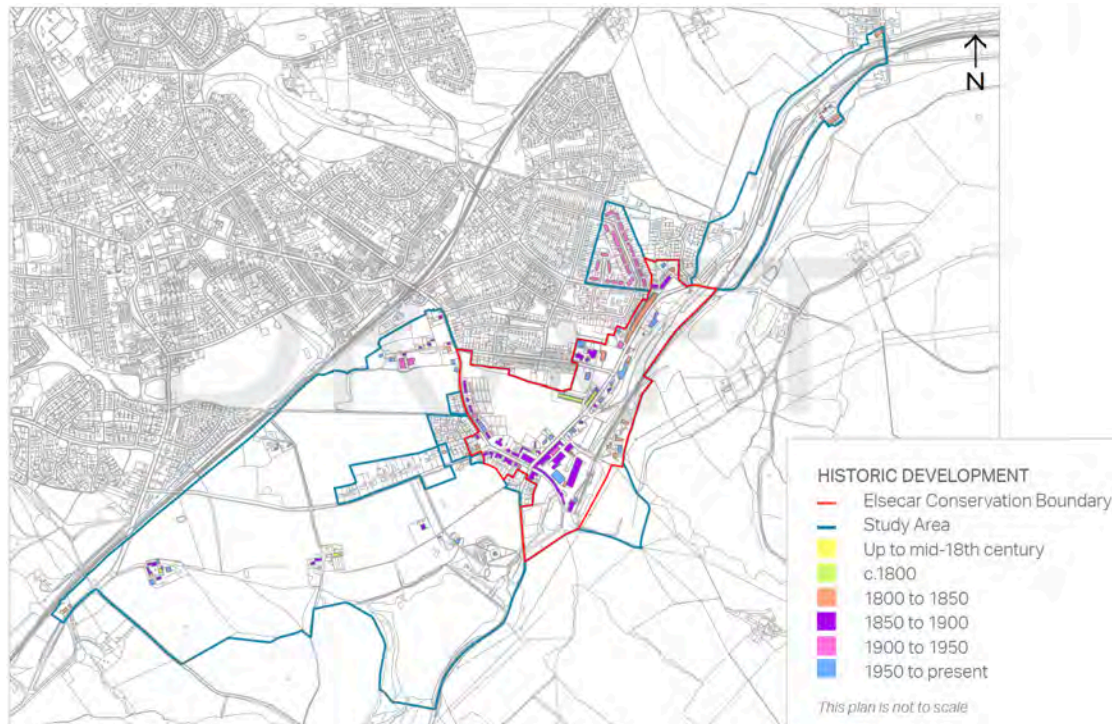 DRAFT
N
HISTORIC DEVELOPMENT
Elsecar Conservation Boundary
Study Area
Up to mid-18th century
c.1800
1800 to 1850
1850 to 1900
1900 to 1950
1950 to present
This plan is not to scale